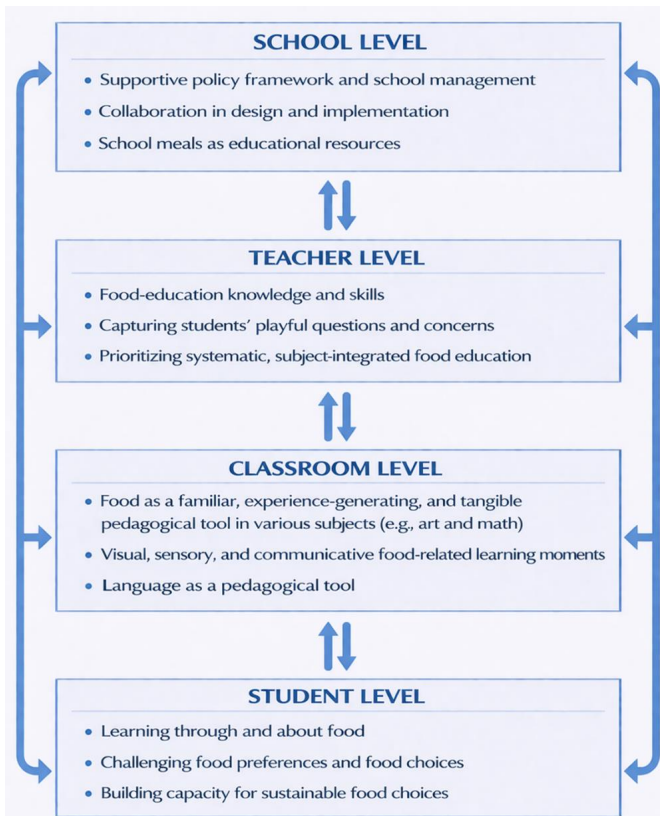 SCHOOL LEVEL
• Supportive policy framework and school management
• Collaboration in design and implementation
• School meals as educational resources
TEACHER LEVEL
• Food-education knowledge and skills
• Capturing students’ playful questions and concerns
• Prioritizing systematic, subject-integrated food education
CLASSROOM LEVEL
• Food as a familiar, experience-generating, and tangible
pedagogical tool in various subjects (e.g., art and math)
• Visual, sensory, and communicative food-related learning moments
• Language as a pedagogical tool
STUDENT LEVEL
• Learning through and about food
• Challenging food preferences and food choices
• Building capacity for sustainable food choices